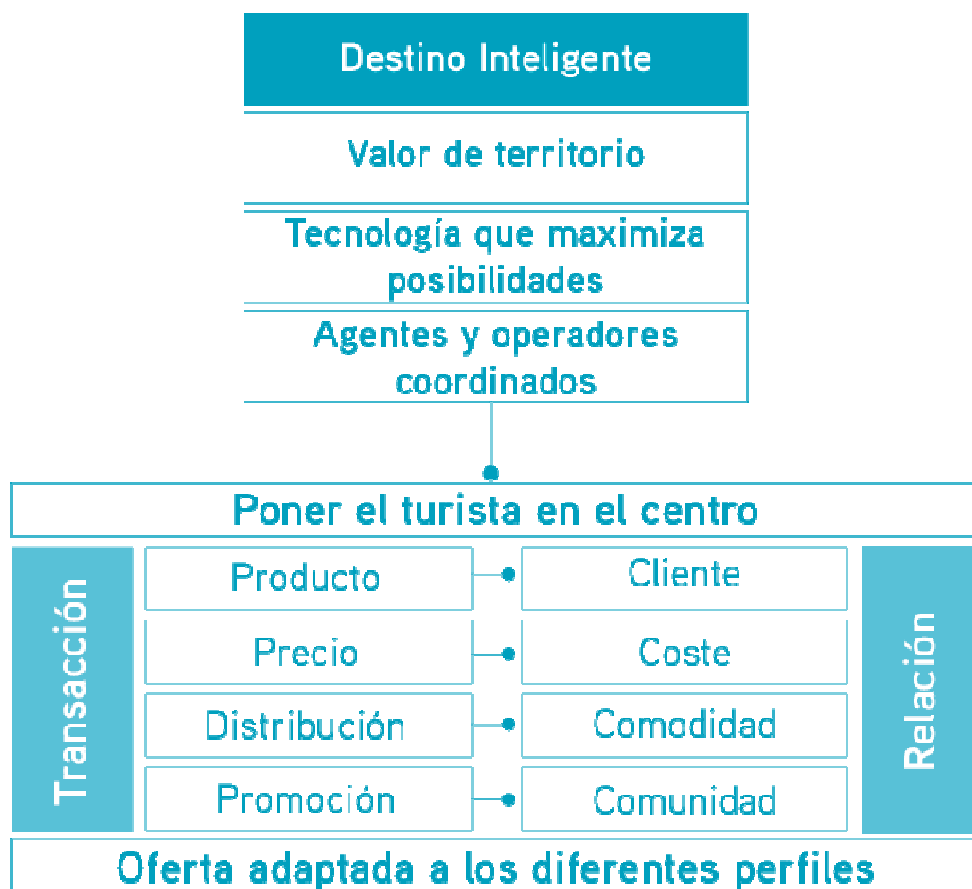 Destino Inteligente
Valor de territorio
Tecnología que maximiza
posibilidades
Agentes y operadores
coordinados
Poner el turista en el centro
Transacción
Producto
Cliente
Precio
Coste
Distribución
Comodidad
Promoción
Comunidad
Relación
Oferta adaptada a los diferentes perfiles